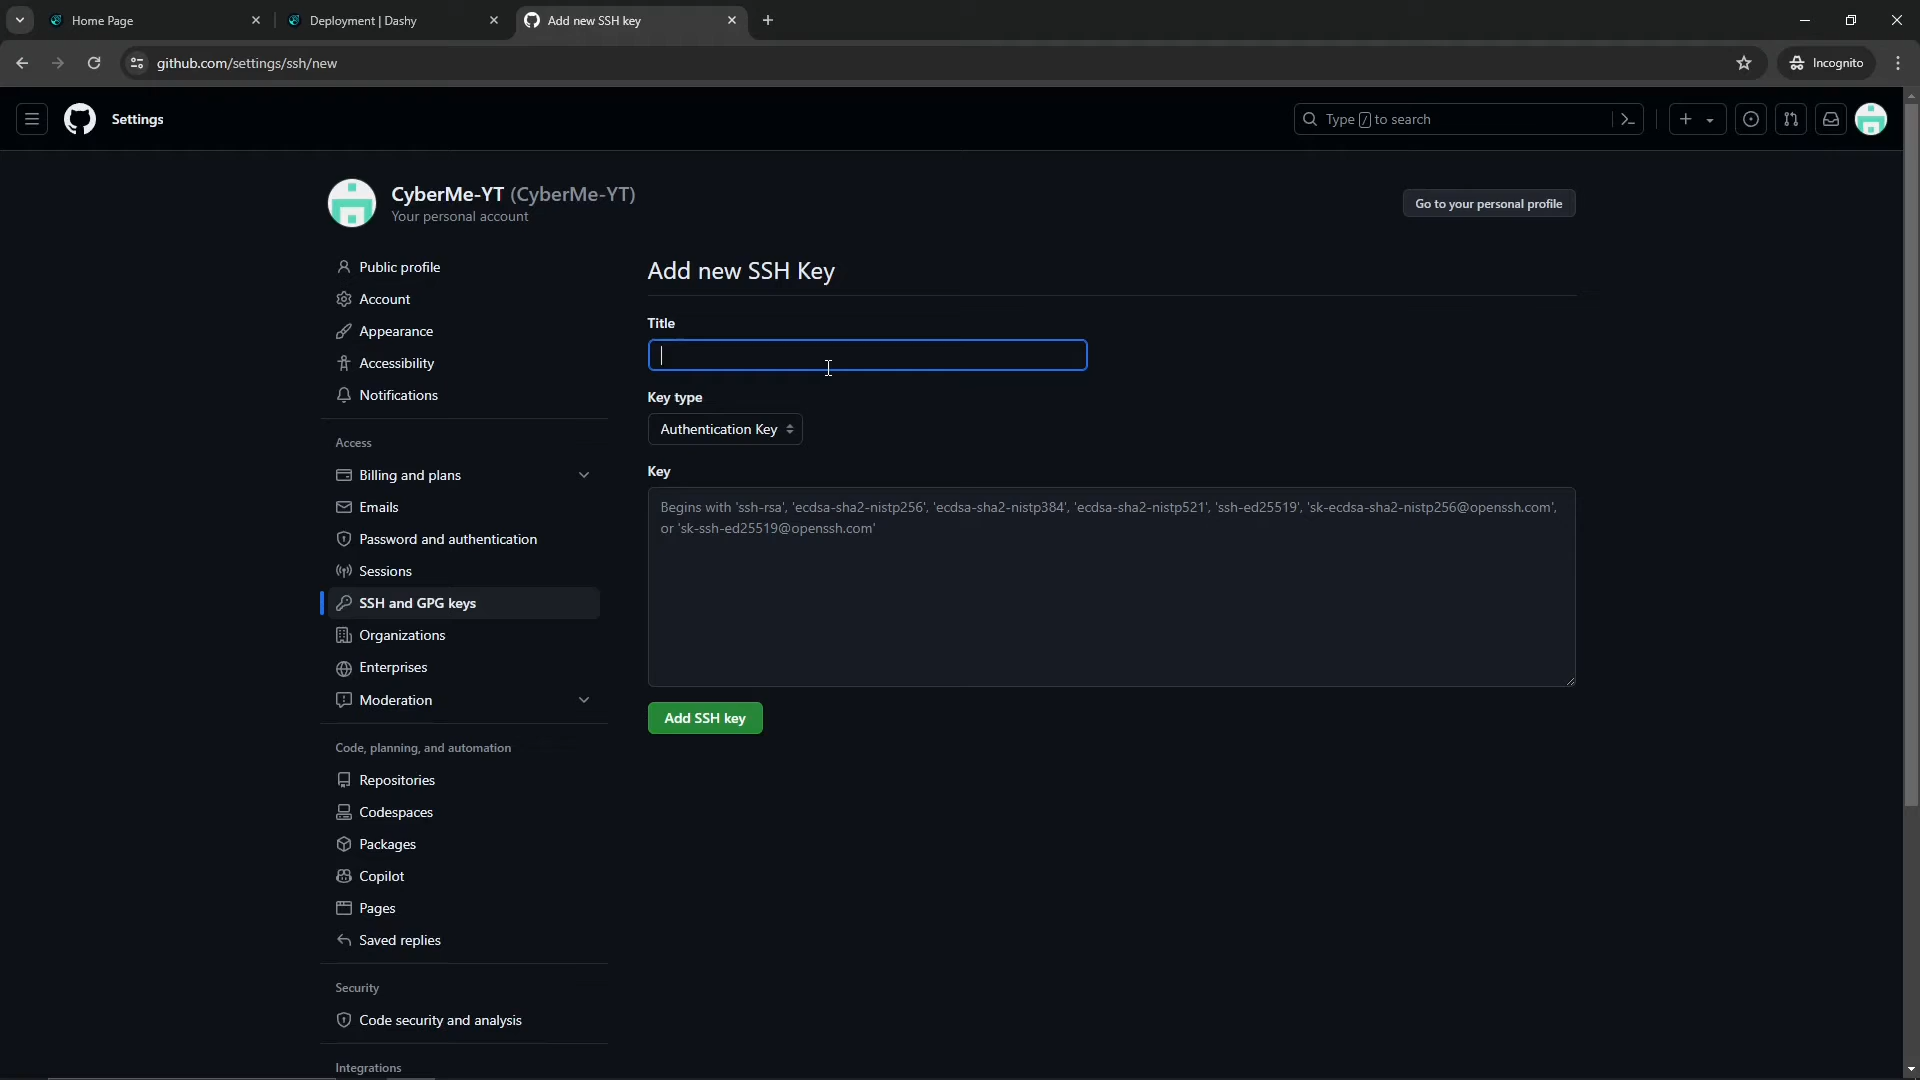 Home Page
Deployment | Dashy
Add new SSH key
github.com/settings/ssh/new
Incognito
Settings
Type / to search
CyberMe-YT (CyberMe-YT)
Your personal account
Go to your personal profile
Public profile
Account
Appearance
Accessibility
Notifications
Access
Billing and plans
Emails
Password and authentication
Sessions
SSH and GPG keys
Organizations
Enterprises
Moderation
Code, planning, and automation
Repositories
Codespaces
Packages
Copilot
Pages
Saved replies
Security
Code security and analysis
Integrations
Add new SSH Key
Title
Key type
Authentication Key
Key
Begins with 'ssh-rsa', 'ecdsa-sha2-nistp256', 'ecdsa-sha2-nistp384', 'ecdsa-sha2-nistp521', 'ssh-ed25519', 'sk-ecdsa-sha2-nistp256@openssh.com',
or 'sk-ssh-ed25519@openssh.com'
Add SSH key